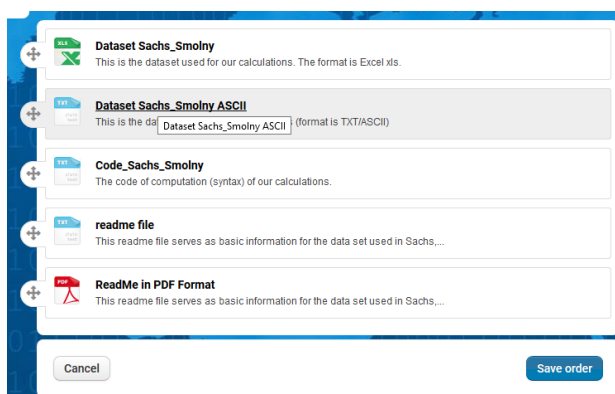 XLS
Dataset Sachs_Smolny
This is the dataset used for our calculations. The format is Excel xls.
TXT
Dataset Sachs_Smolny ASCII
This is the da
Dataset Sachs_Smolny ASCII
(format is TXT/ASCII)
TXT
Code_Sachs_Smolny
The code of computation (syntax) of our calculations.
TXT
readme file
This readme file serves as basic information for the data set used in Sachs,...
PDF
ReadMe in PDF Format
This readme file serves as basic information for the data set used in Sachs,...
Cancel
Save order